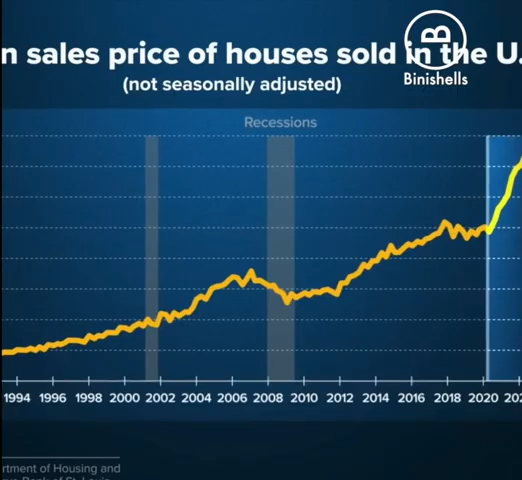 n sales price of houses sold in the U.
(not seasonally adjusted)
Binishells
Recessions
1994 1996 1998 2000 2002 2004 2006 2008 2010 2012 2014 2016 2018 2020 202
rtment of Housing and